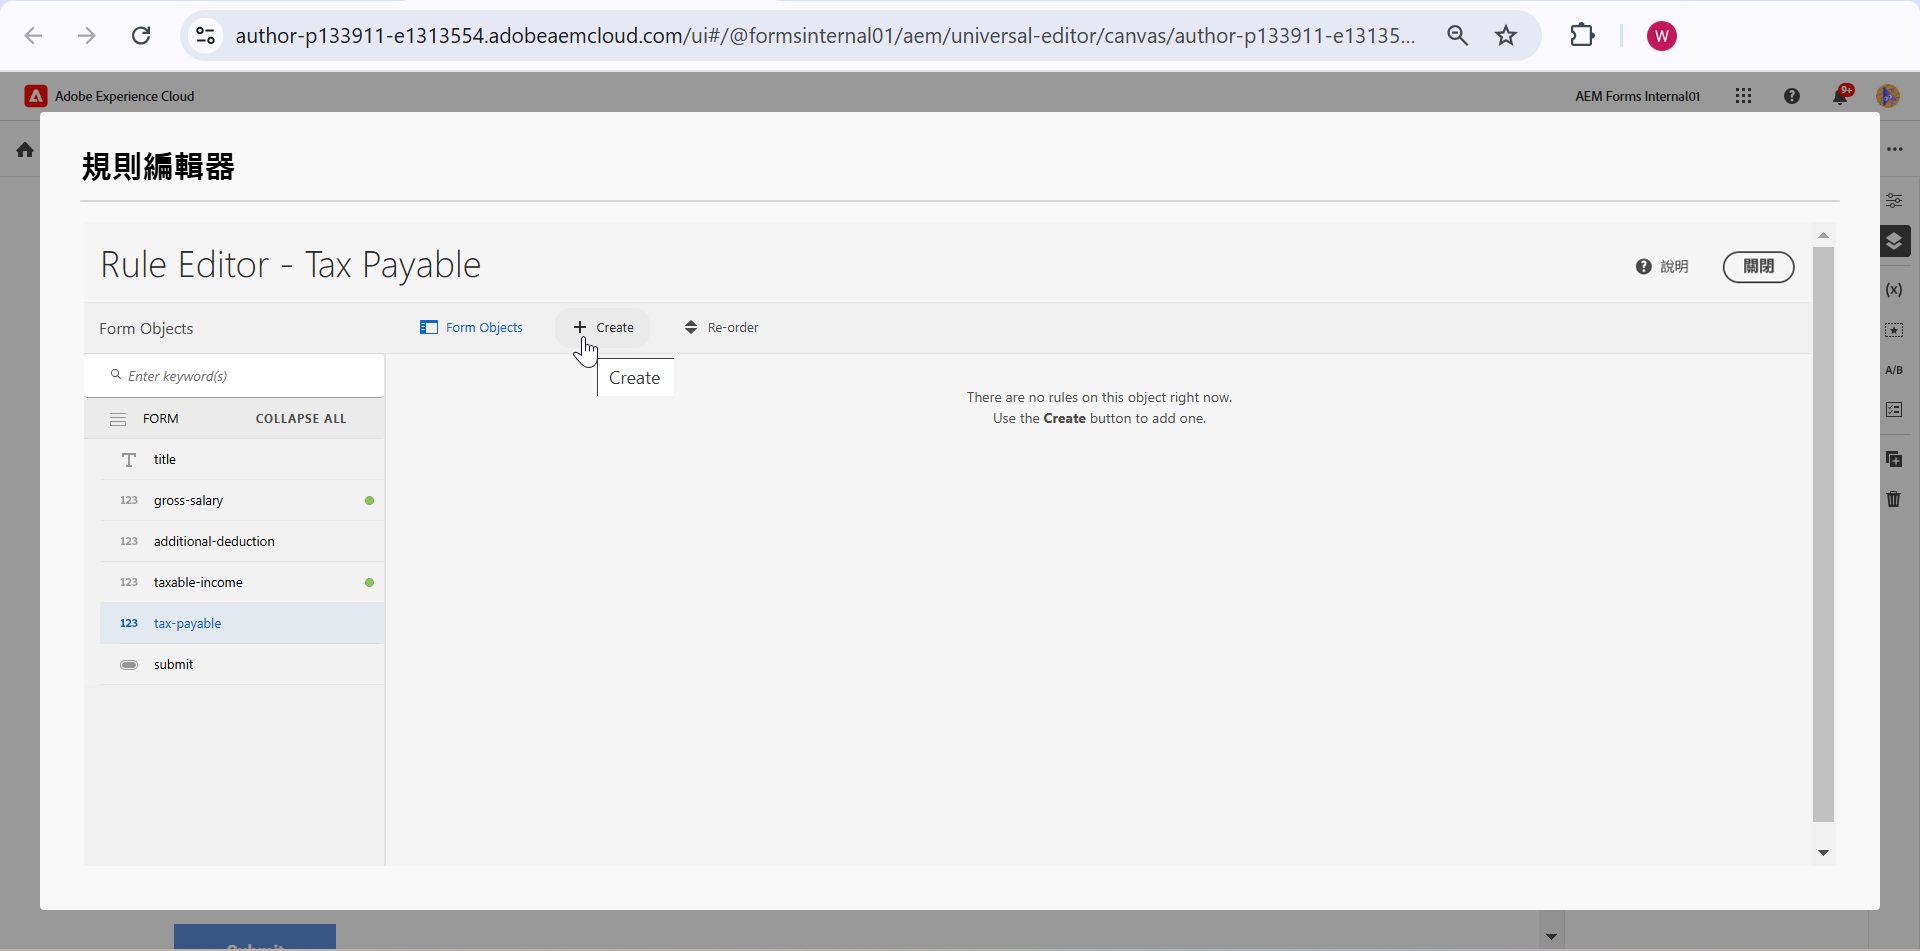 author-p133911-e1313554.adobeaemcloud.com/ui#/@formsinternal01/aem/universal-editor/canvas/author-p133911-e13135...
W
Adobe Experience Cloud
AEM Forms Internal01
9+
規則編輯器
Rule Editor - Tax Payable
說明
關閉
Form Objects
Form Objects
Create
Re-order
Enter keyword(s)
Create
There are no rules on this object right now.
Use the Create button to add one.
FORM
COLLAPSE ALL
title
123 gross-salary
123 additional-deduction
123 taxable-income
123 tax-payable
submit
(x)
A/B
Submit